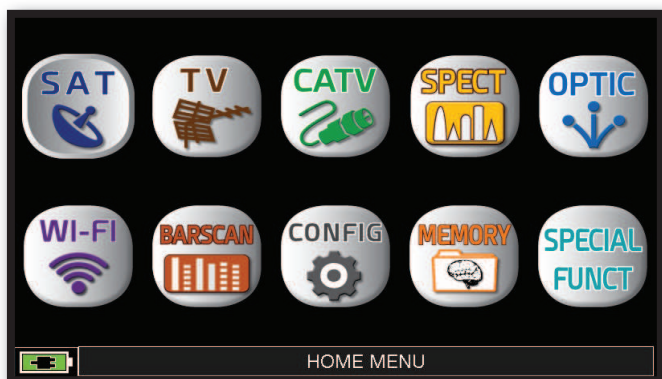 SAT
TV
CATV
SPECT
OPTIC
WI-FI
BARSCAN
CONFIG
MEMORY
SPECIAL
FUNCT
HOME MENU